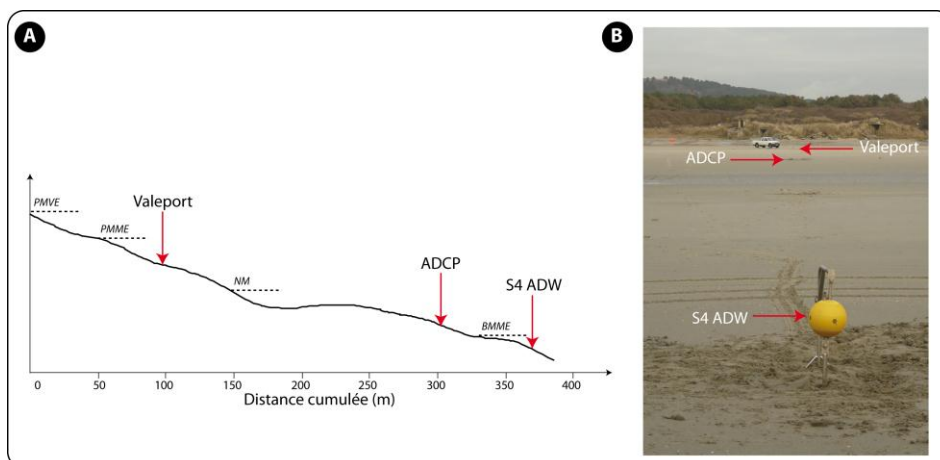 A
PMVE
PMME
Valeport
NM
ADCP
S4 ADW
BMME
0 50 100 150 200 250 300 350 400
Distance cumulée (m)
B
Valeport
ADCP
S4 ADW